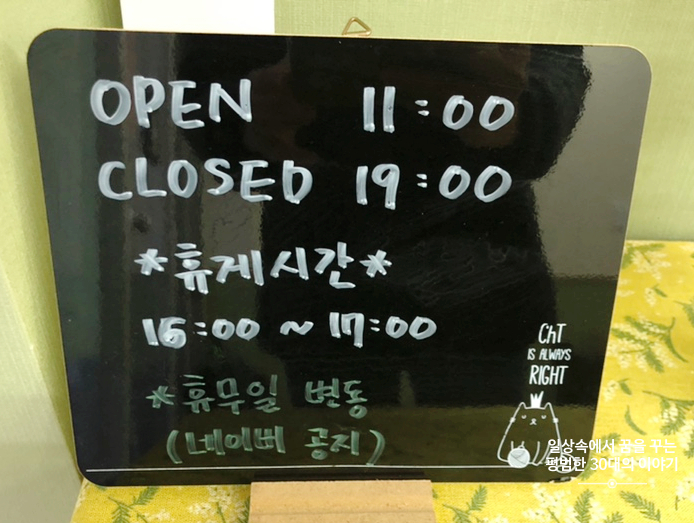 OPEN 11:00
CLOSED 19:00
*휴게시간*
16:00 ~ 17:00
*휴무일 변동
(네이버 공지)
ChT
IS ALWAYS
RIGHT
일상속에서 꿈을 꾸는
평범한 30대의 이야기